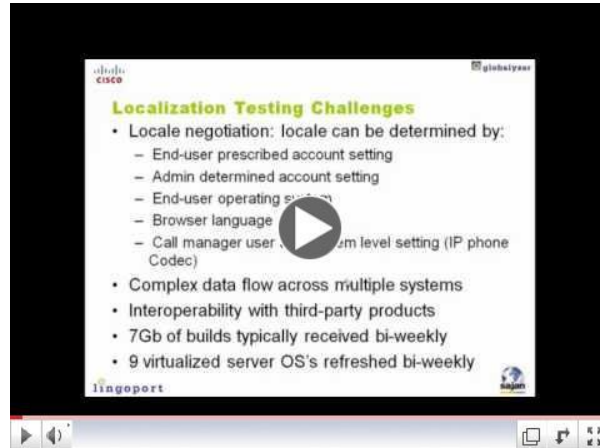 CISCO
globalyzer
Localization Testing Challenges
• Locale negotiation: locale can be determined by:
– End-user prescribed account setting
– Admin determined account setting
– End-user operating system
– Browser language
– Call manager user em level setting (IP phone
Codec)
• Complex data flow across multiple systems
• Interoperability with third-party products
• 7Gb of builds typically received bi-weekly
• 9 virtualized server OS's refreshed bi-weekly
lingoport
sajan